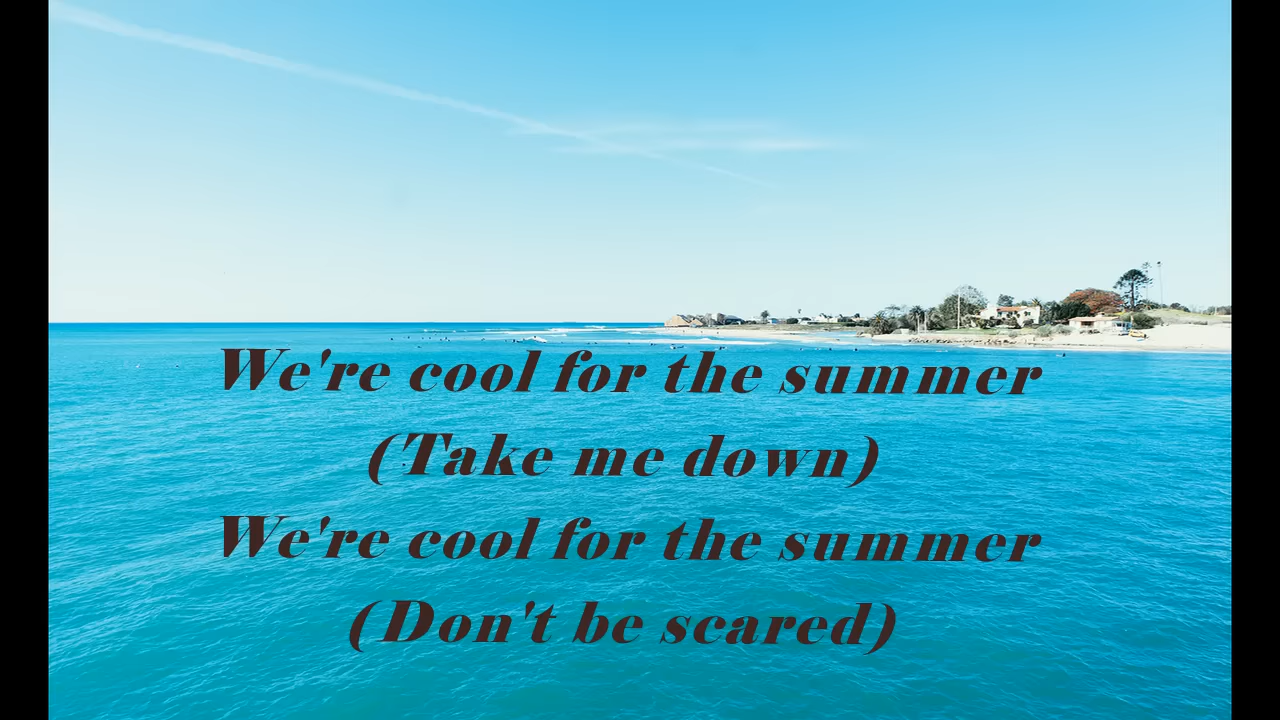 We're cool for the summer
(Take me down)
We're cool for the summer
(Don't be scared)